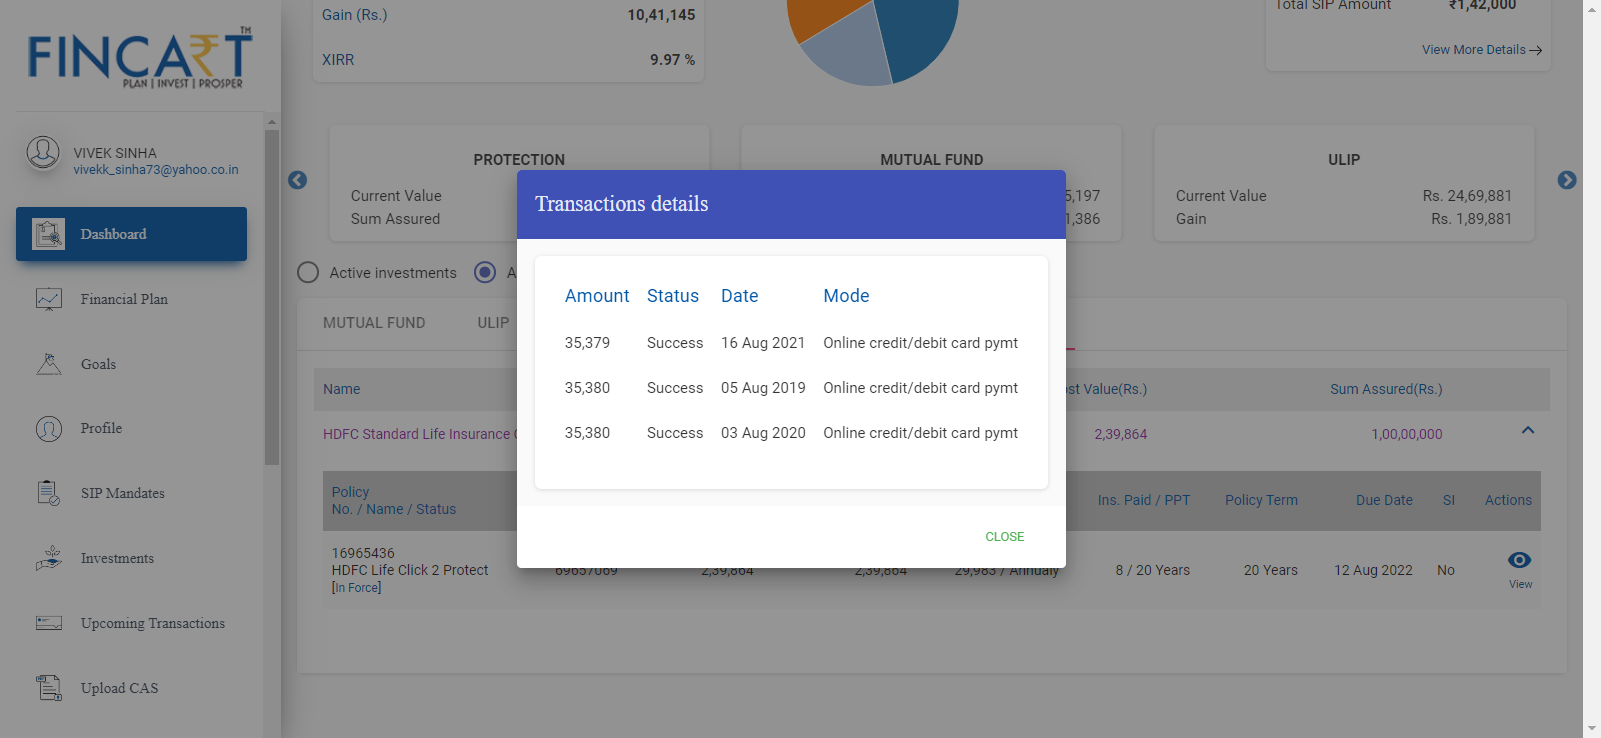 FINCART TM
PLAN | INVEST | PROSPER
VIVEK SINHA
vivekk_sinha73@yahoo.co.in
Dashboard
Financial Plan
Goals
Profile
SIP Mandates
Investments
Upcoming Transactions
Upload CAS
Gain (Rs.) 10,41,145
XIRR 9.97 %
Total SIP Amount ₹1,42,000
View More Details
PROTECTION
Current Value
Sum Assured
MUTUAL FUND
5,197
1,386
ULIP
Current Value Rs. 24,69,881
Gain Rs. 1,89,881
Active investments A
MUTUAL FUND ULIP
Name ost Value(Rs.) Sum Assured(Rs.)
HDFC Standard Life Insurance C 2,39,864 1,00,00,000
Policy
No. / Name / Status Ins. Paid / PPT Policy Term Due Date SI Actions
16965436
HDFC Life Click 2 Protect 69657069 2,39,864 2,39,864 29,983 / Annualy 8 / 20 Years 20 Years 12 Aug 2022 No
[In Force]
View
Transactions details
Amount Status Date Mode
35,379 Success 16 Aug 2021 Online credit/debit card pymt
35,380 Success 05 Aug 2019 Online credit/debit card pymt
35,380 Success 03 Aug 2020 Online credit/debit card pymt
CLOSE